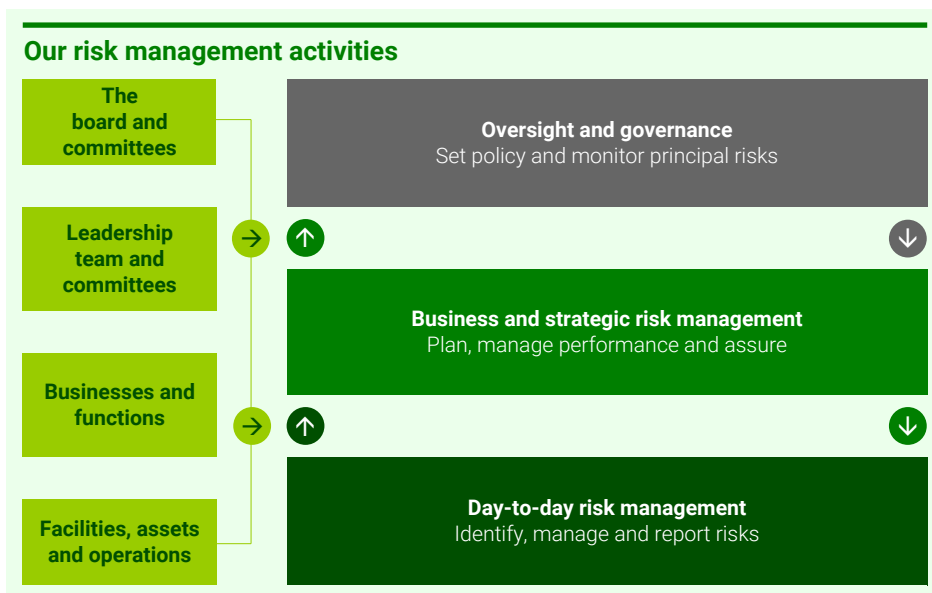 Our risk management activities
The
board and
committees
Leadership
team and
committees
Businesses and
functions
Facilities, assets
and operations
Oversight and governance
Set policy and monitor principal risks
Business and strategic risk management
Plan, manage performance and assure
Day-to-day risk management
Identify, manage and report risks